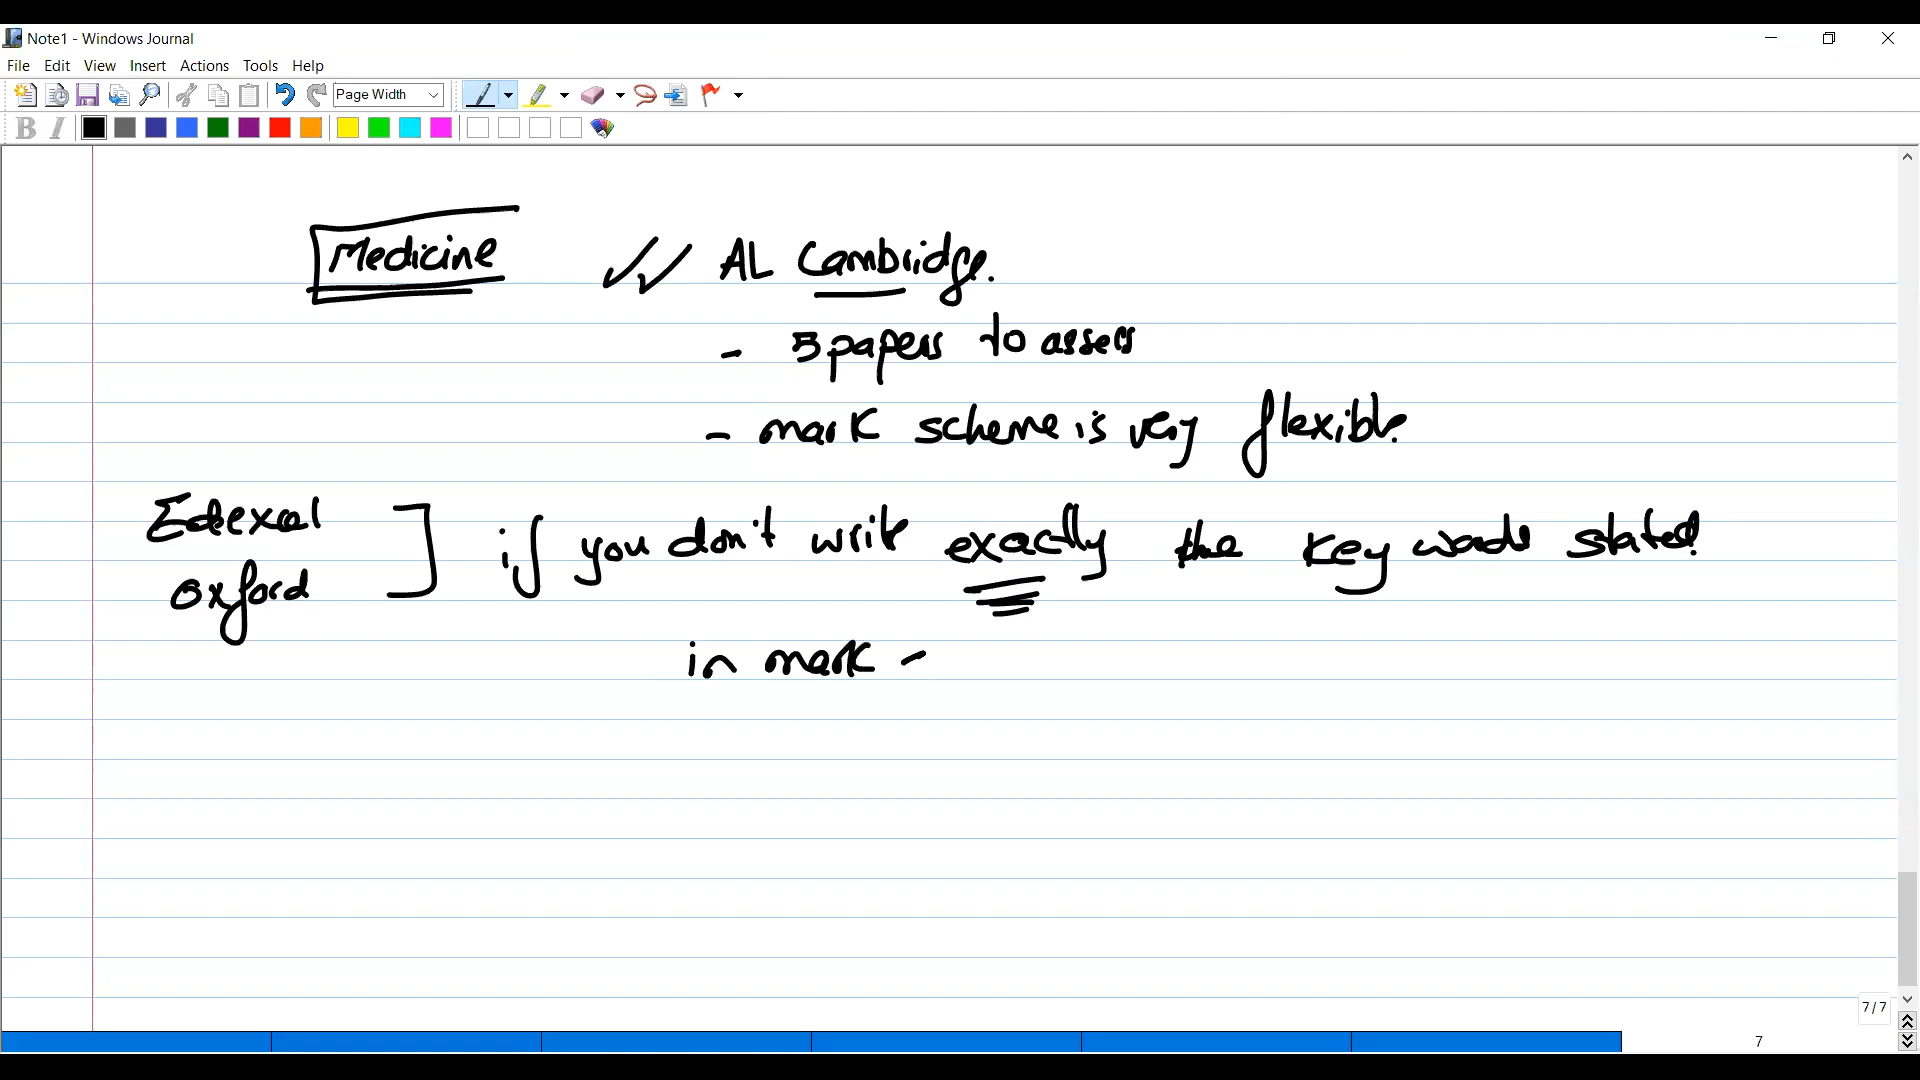 Note1 - Windows Journal
File Edit View Insert Actions Tools Help
Page Width
B I
Medicine AL Cambridge.
- 5 papers to assess
- mark scheme is very flexible.
Edexcel
oxford
if you don't write exactly the key words stated
in mark -
7/7
7